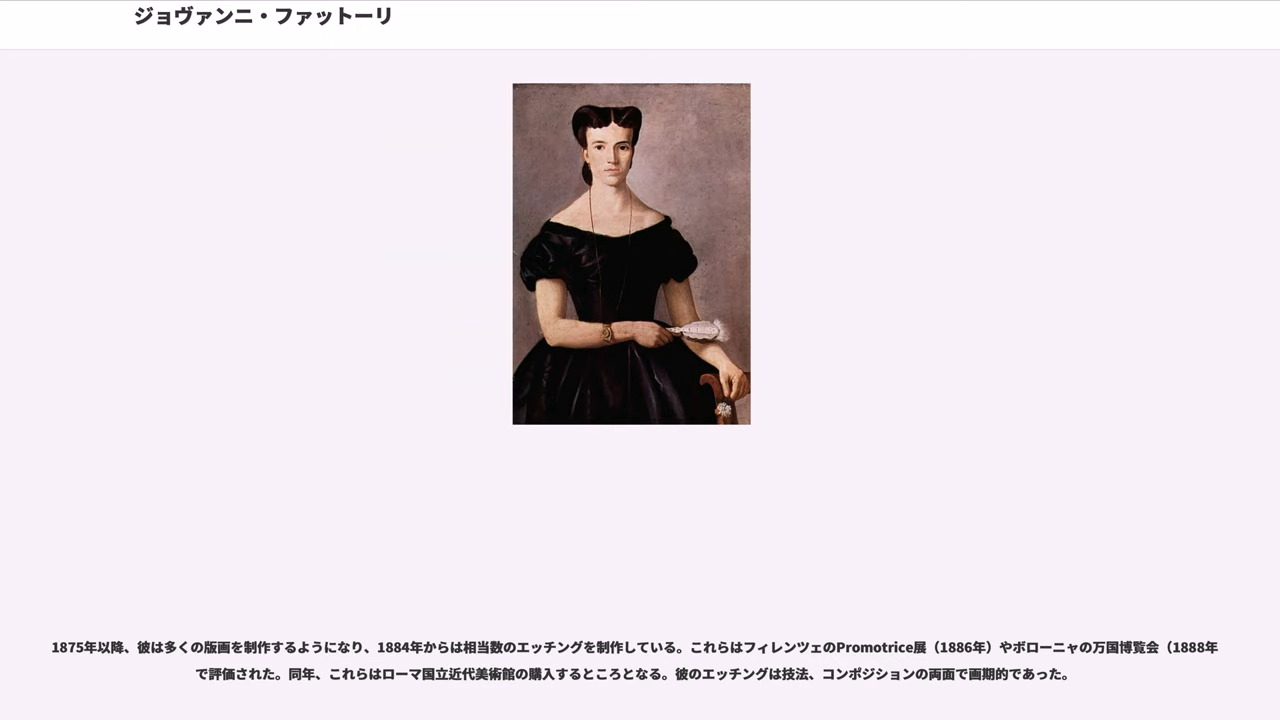 ジョヴァンニ・ファットーリ
1875年以降、彼は多くの版画を制作するようになり、1884年からは相当数のエッチングを制作している。これらはフィレンツェのPromotrice展（1886年）やボローニャの万国博覧会（1888年
で評価された。同年、これらはローマ国立近代美術館の購入するところとなる。彼のエッチングは技法、コンポジションの両面で画期的であった。